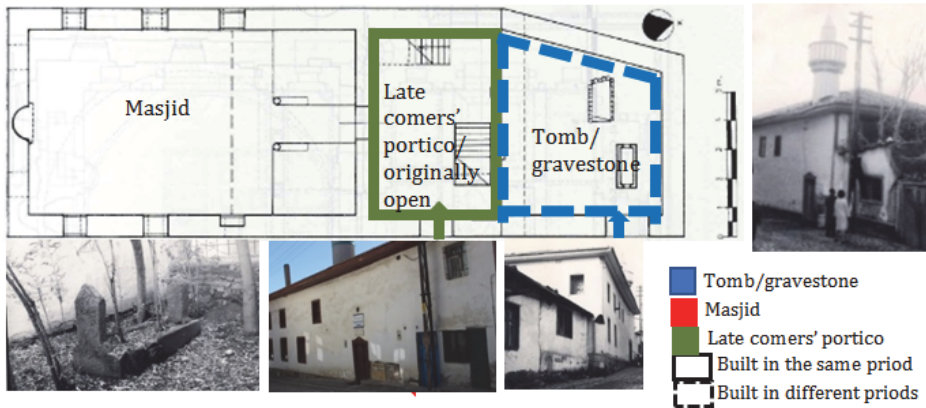 Masjid
Late
comers'
portico/
originally
open
Tomb/
gravestone
Tomb/gravestone
Masjid
Late comers' portico
Built in the same priod
Built in different priods